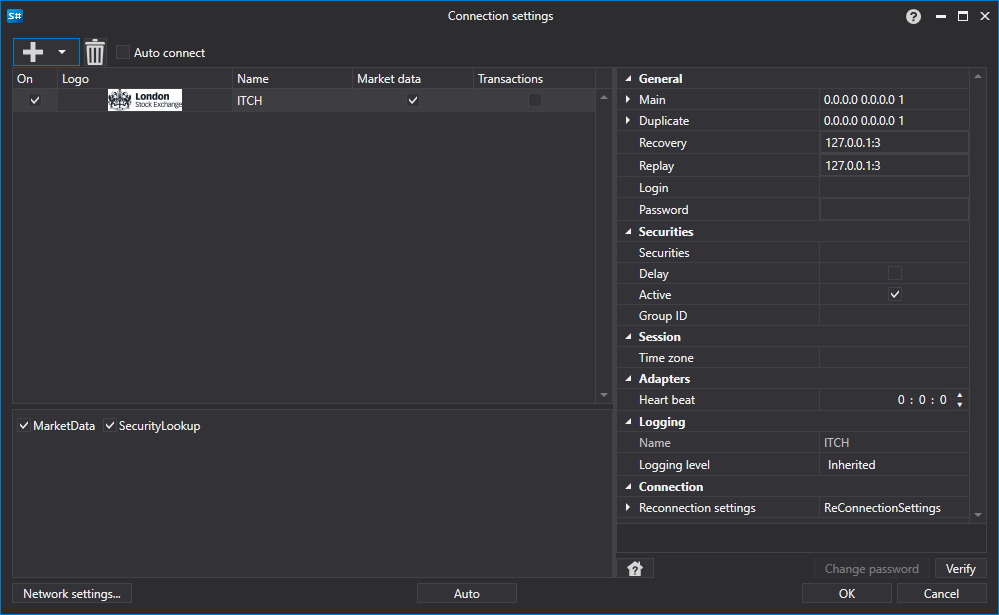 S#
Connection settings
?
Auto connect
On Logo Name Market data Transactions
London
Stock Exchange
ITCH
MarketData SecurityLookup
General
Main 0.0.0.0 0.0.0.0 1
Duplicate 0.0.0.0 0.0.0.0 1
Recovery 127.0.0.1:3
Replay 127.0.0.1:3
Login
Password
Securities
Securities
Delay
Active
Group ID
Session
Time zone
Adapters
Heart beat 0 : 0 : 0
Logging
Name ITCH
Logging level Inherited
Connection
Reconnection settings ReConnectionSettings
?
Change password Verify
Network settings... Auto OK Cancel